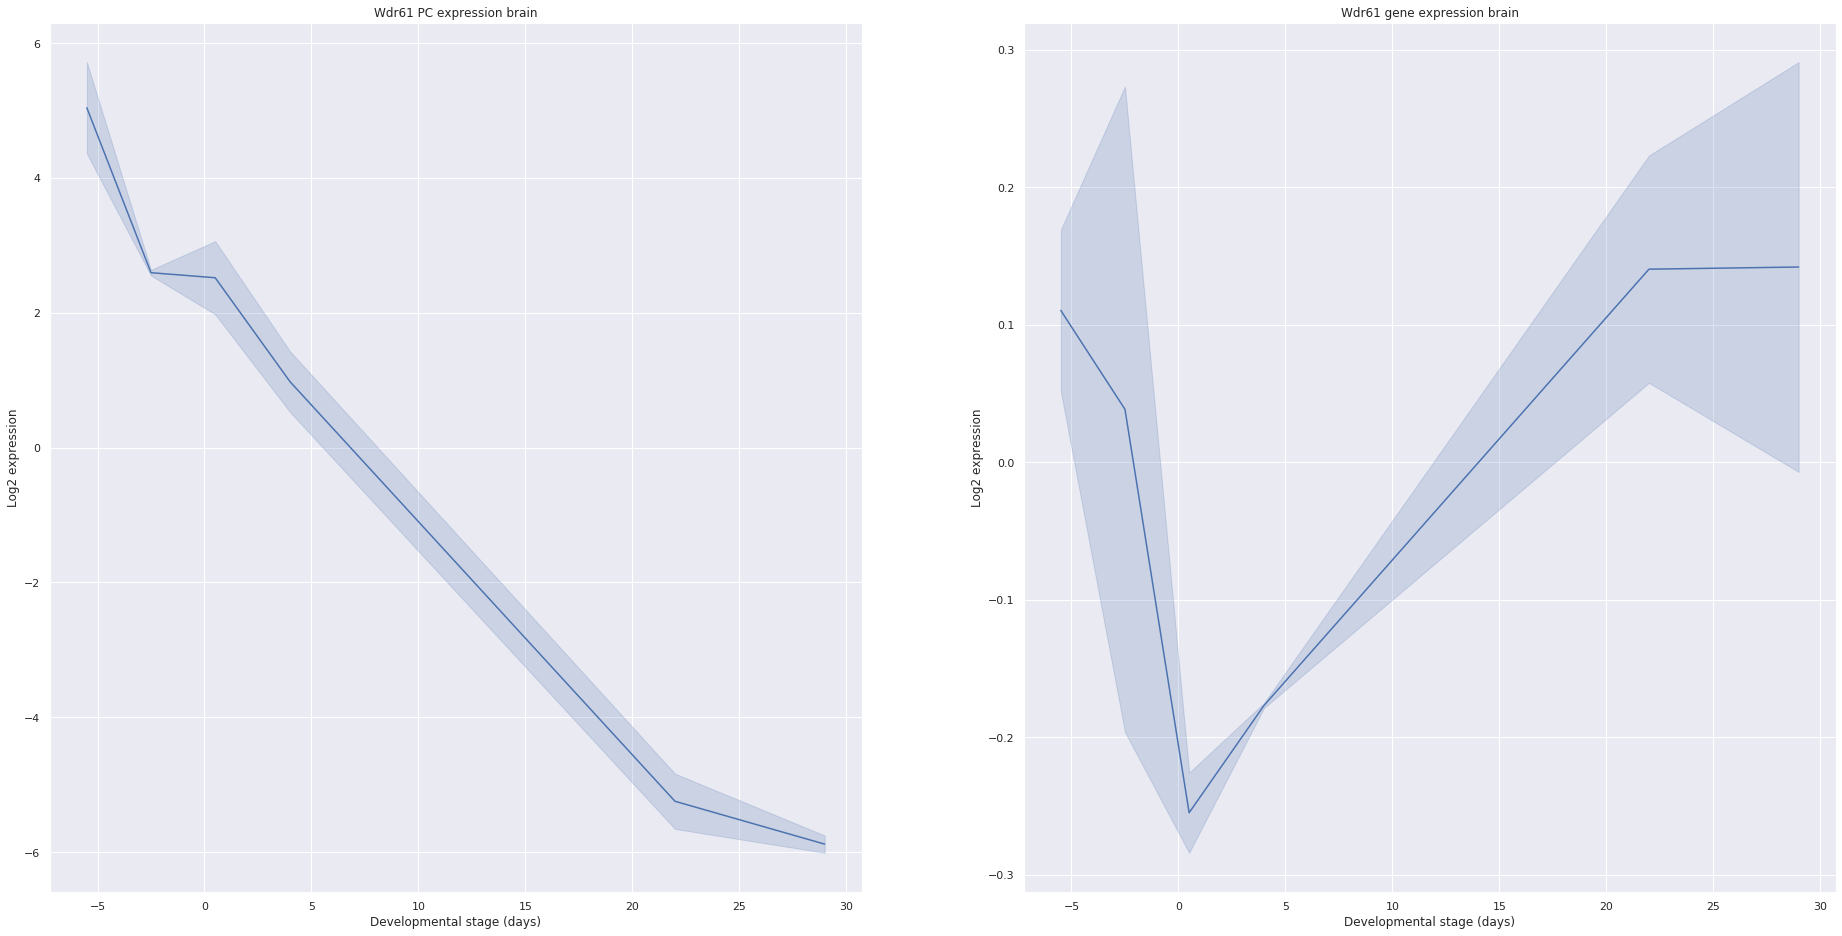 Wdr61 PC expression brain
6
4
2
0
−2
−4
−6
Log2 expression
−5 0 5 10 15 20 25 30
Developmental stage (days)
Wdr61 gene expression brain
0.3
0.2
0.1
0.0
−0.1
−0.2
−0.3
Log2 expression
−5 0 5 10 15 20 25 30
Developmental stage (days)